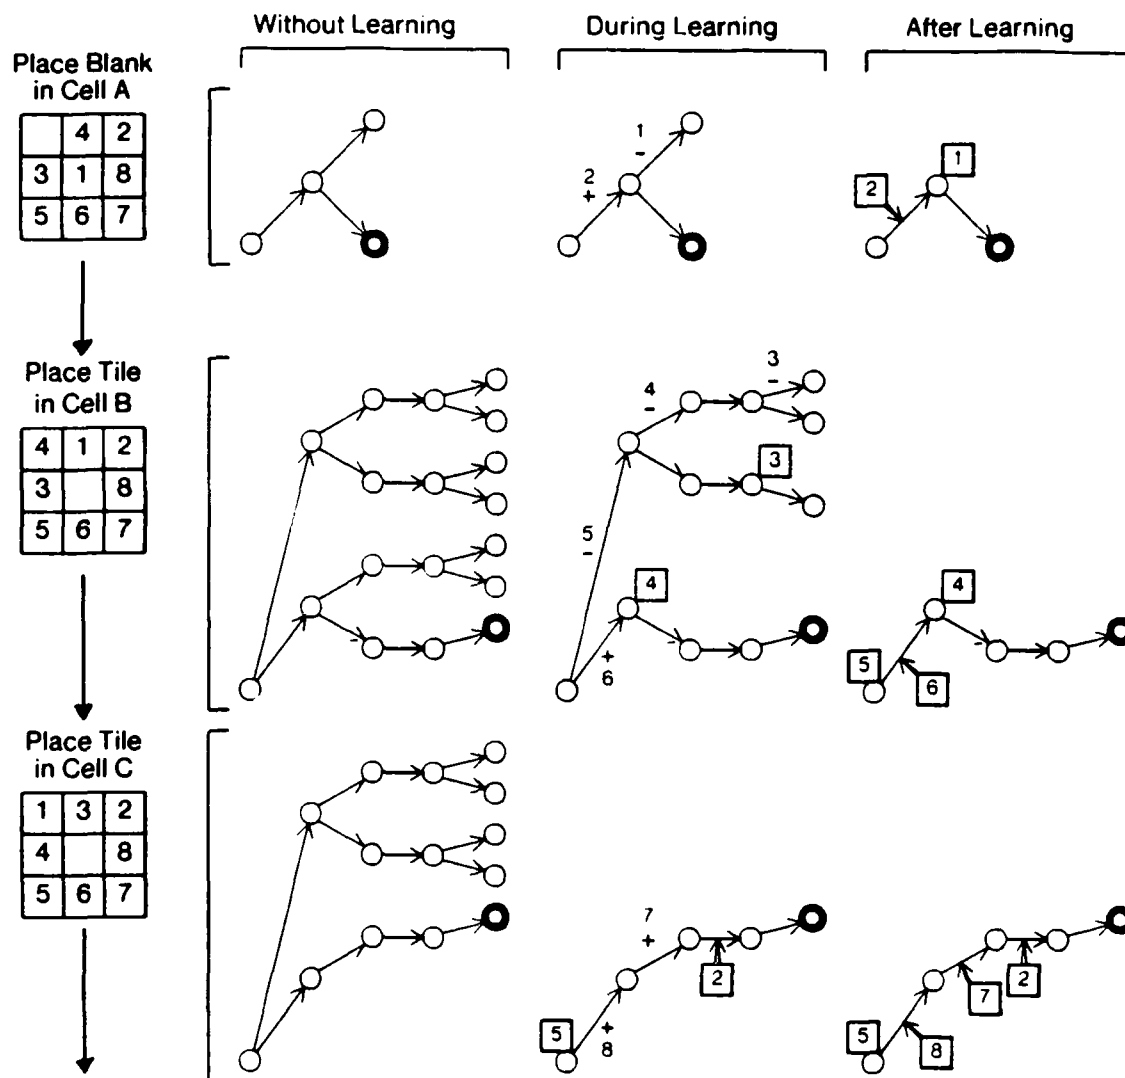 Without Learning
During Learning
After Learning
Place Blank
in Cell A
4 2
3 1 8
5 6 7
1
-
2
+
1
2
Place Tile
in Cell B
4 1 2
3 8
5 6 7
3
-
4
-
3
5
-
4
+
6
4
5
6
Place Tile
in Cell C
1 3 2
4 8
5 6 7
7
+
2
5
+
8
7
2
5
8